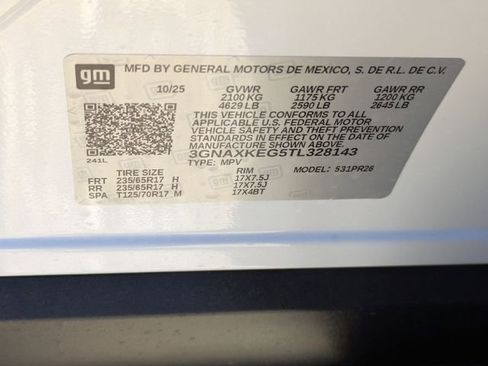 gm MFD BY GENERAL MOTORS DE MEXICO, S. DE R.L. DE C.V.
10/25 GVWR GAWR FRT GAWR RR
2100 KG 1175 KG 1200 KG
4629 LB 2590 LB 2645 LB
THIS VEHICLE CONFORMS TO ALL
APPLICABLE U.S. FEDERAL MOTOR
VEHICLE SAFETY AND THEFT PREVENTION
STANDARDS IN EFFECT ON THE DATE OF
MANUFACTURE SHOWN ABOVE.
3GNAXKEG5TL328143
241L TYPE: MPV
TIRE SIZE RIM MODEL: 531PR26
FRT 235/65R17 H 17X7.5J
RR 235/65R17 H 17X7.5J
SPA T125/70R17 M 17X4BT